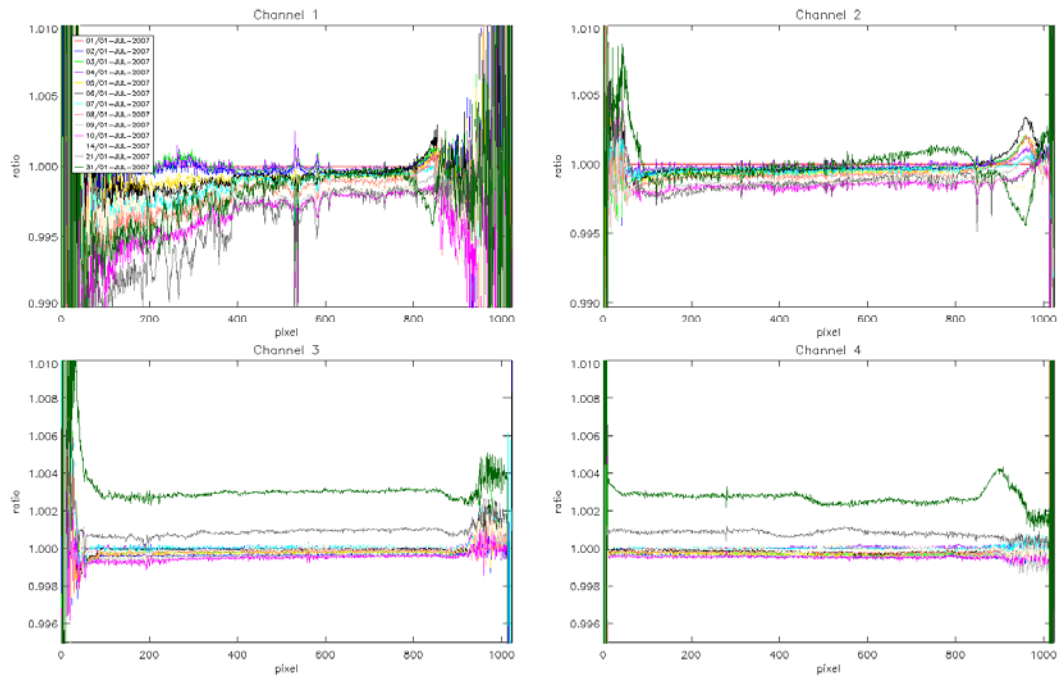 Channel 1
1.010
1.005
1.000
0.995
0.990
ratio
01/01-JUL-2007
02/01-JUL-2007
03/01-JUL-2007
04/01-JUL-2007
05/01-JUL-2007
06/01-JUL-2007
07/01-JUL-2007
08/01-JUL-2007
09/01-JUL-2007
10/01-JUL-2007
14/01-JUL-2007
21/01-JUL-2007
31/01-JUL-2007
0 200 400 600 800 1000
pixel
Channel 2
1.010
1.005
1.000
0.995
0.990
ratio
0 200 400 600 800 1000
pixel
Channel 3
1.010
1.008
1.006
1.004
1.002
1.000
0.998
0.996
ratio
0 200 400 600 800 1000
pixel
Channel 4
1.010
1.008
1.006
1.004
1.002
1.000
0.998
0.996
ratio
0 200 400 600 800 1000
pixel